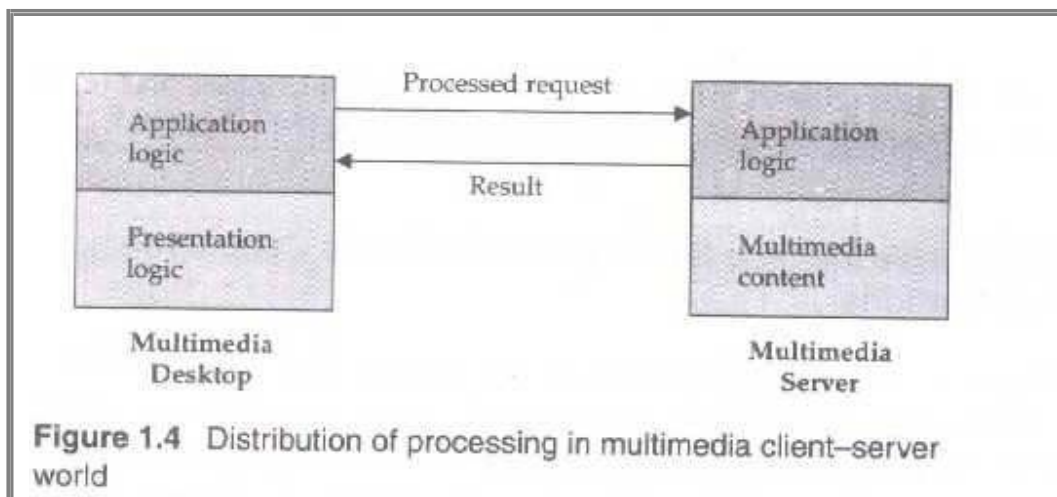 Processed request
Application
logic
Application
logic
Result
Presentation
logic
Multimedia
content
Multimedia
Desktop
Multimedia
Server
Figure 1.4 Distribution of processing in multimedia client–server
world